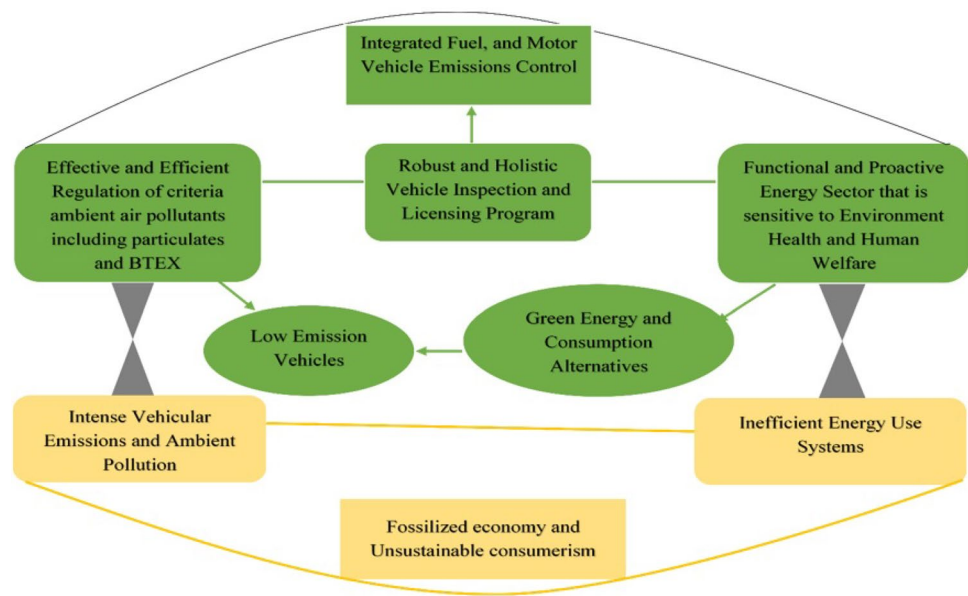 Integrated Fuel, and Motor
Vehicle Emissions Control
Effective and Efficient
Regulation of criteria
ambient air pollutants
including particulates
and BTEX
Robust and Holistic
Vehicle Inspection and
Licensing Program
Functional and Proactive
Energy Sector that is
sensitive to Environment
Health and Human
Welfare
Low Emission
Vehicles
Green Energy and
Consumption
Alternatives
Intense Vehicular
Emissions and Ambient
Pollution
Inefficient Energy Use
Systems
Fossilized economy and
Unsustainable consumerism